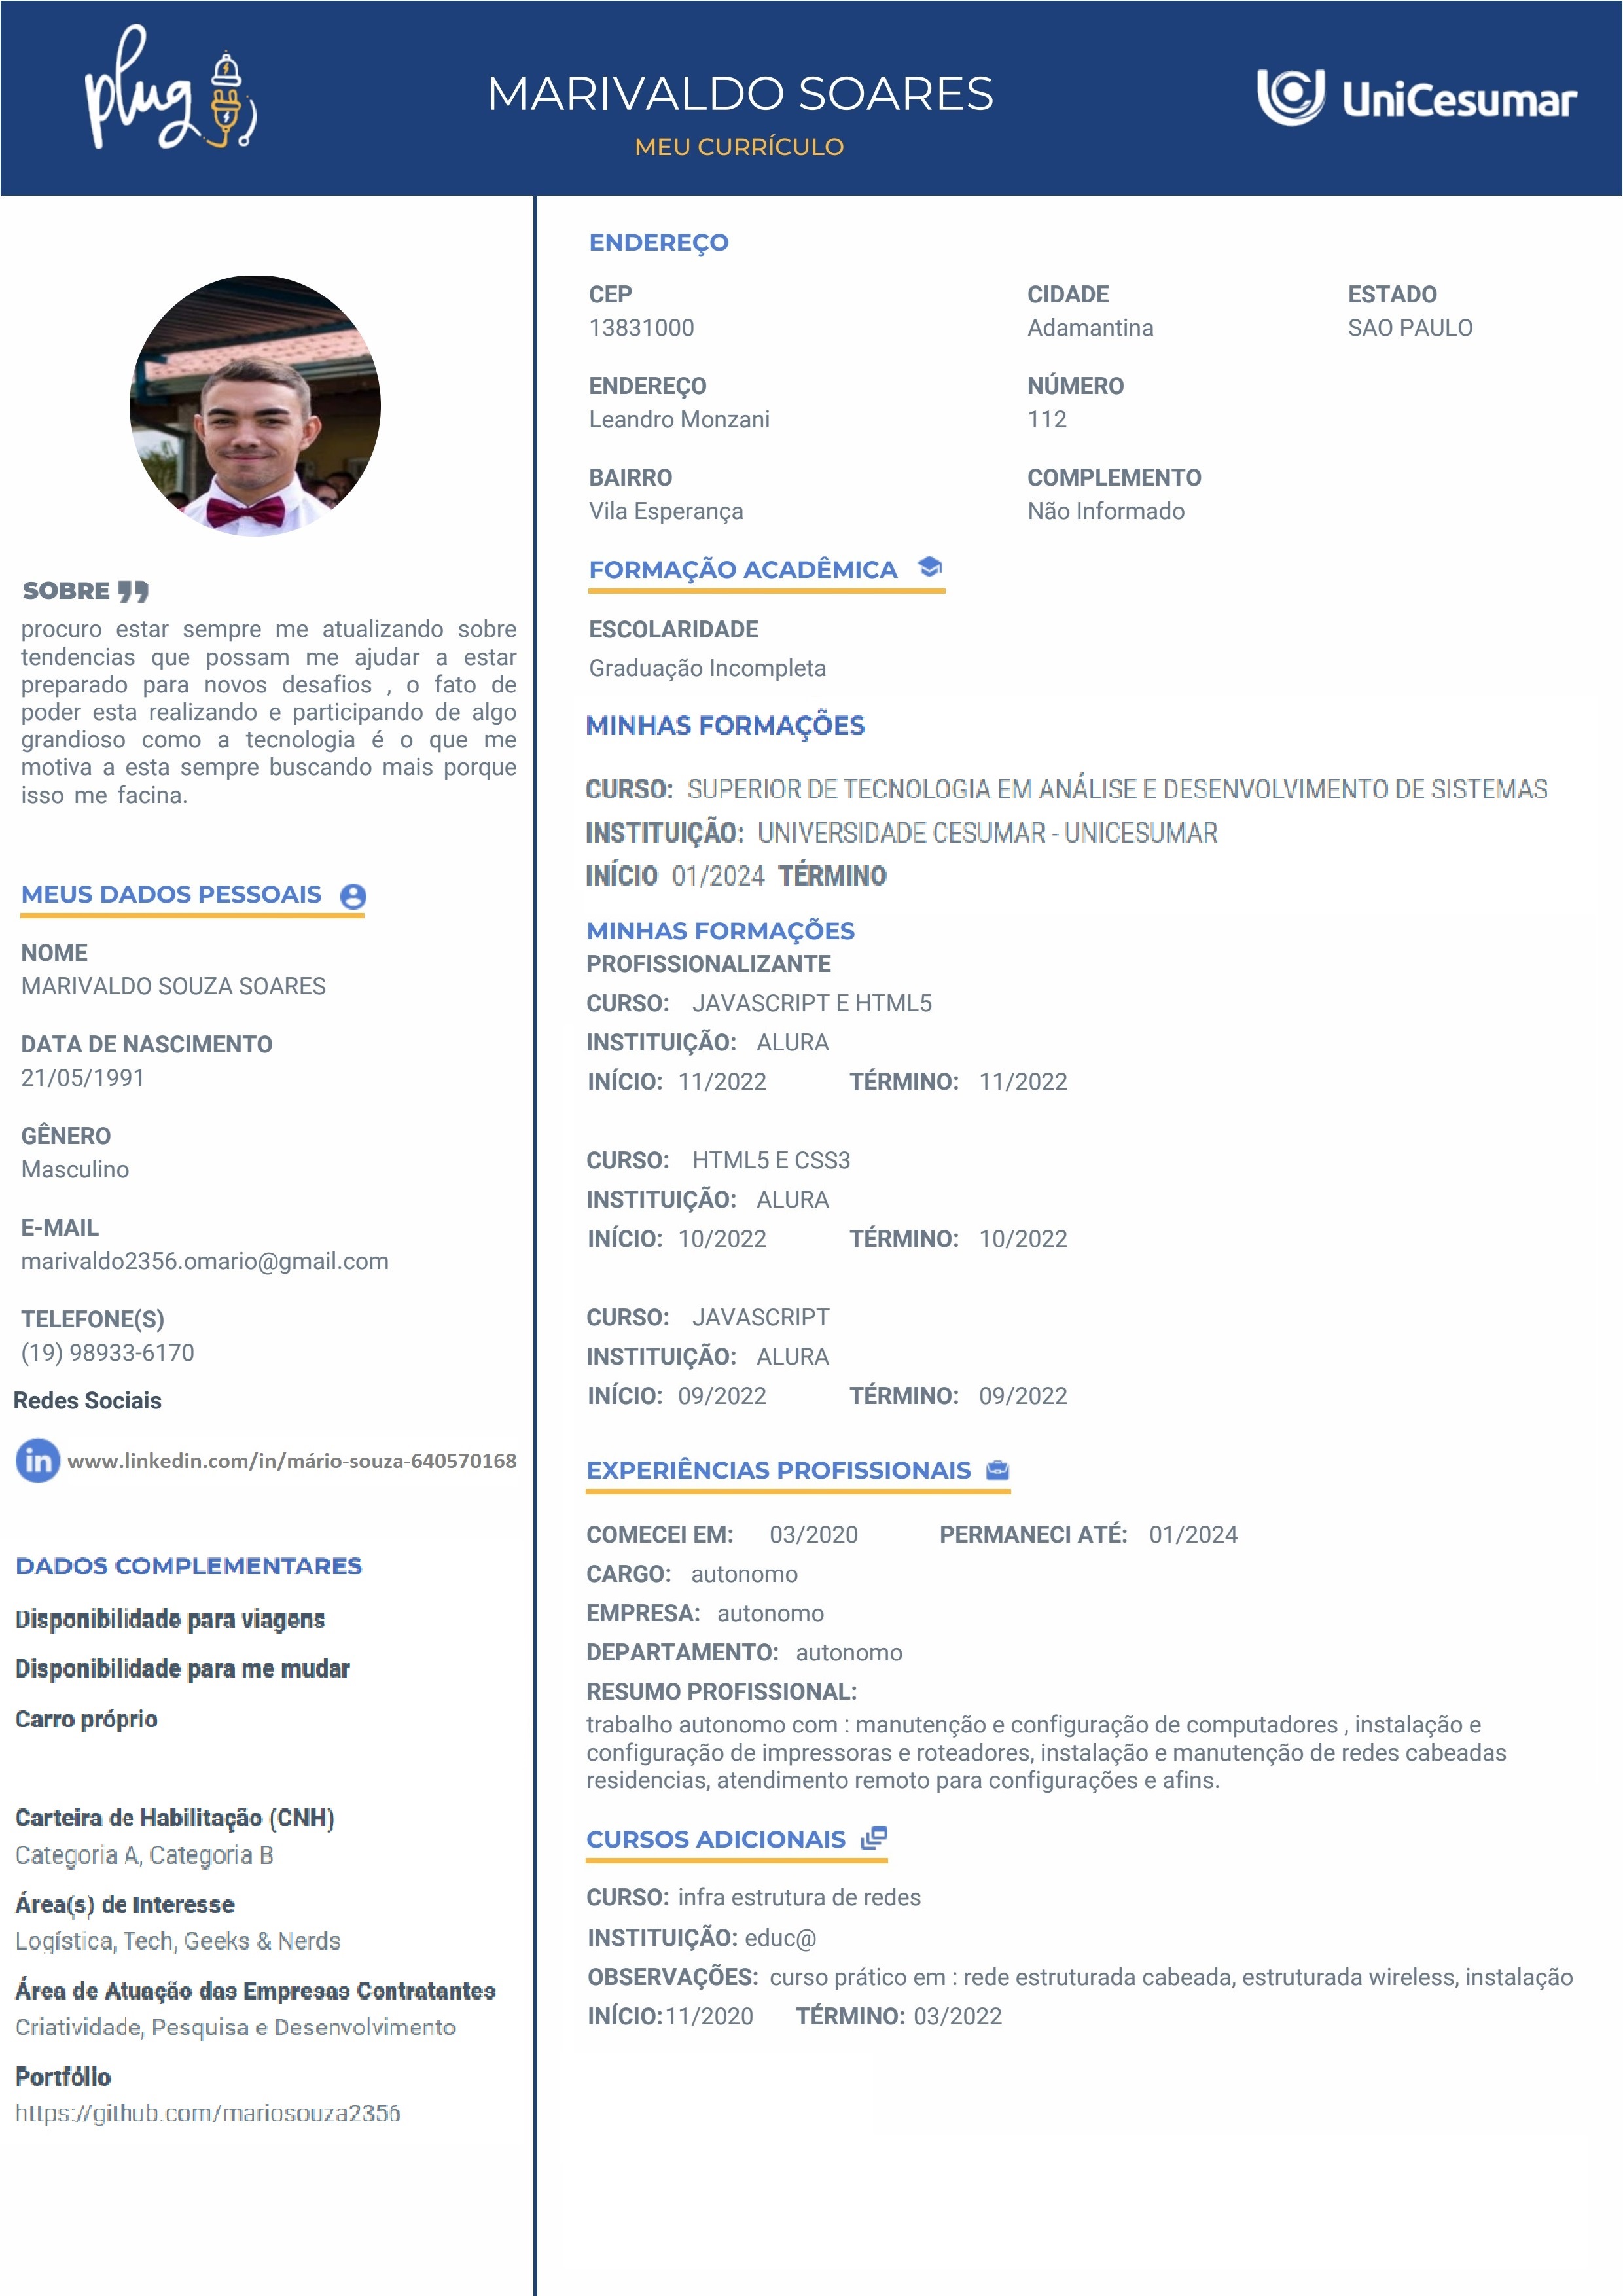 plug
MARIVALDO SOARES
MEU CURRÍCULO
UniCesumar
SOBRE
procuro estar sempre me atualizando sobre
tendencias que possam me ajudar a estar
preparado para novos desafios , o fato de
poder esta realizando e participando de algo
grandioso como a tecnologia é o que me
motiva a esta sempre buscando mais porque
isso me facina.
MEUS DADOS PESSOAIS
NOME
MARIVALDO SOUZA SOARES
DATA DE NASCIMENTO
21/05/1991
GÊNERO
Masculino
E-MAIL
marivaldo2356.omario@gmail.com
TELEFONE(S)
(19) 98933-6170
Redes Sociais
in www.linkedin.com/in/mário-souza-640570168
DADOS COMPLEMENTARES
Disponibilidade para viagens
Disponibilidade para me mudar
Carro próprio
Carteira de Habilitação (CNH)
Categoria A, Categoria B
Área(s) de Interesse
Logística, Tech, Geeks & Nerds
Área de Atuação das Empresas Contratantes
Criatividade, Pesquisa e Desenvolvimento
Portfólio
https://github.com/mariosouza2356
ENDEREÇO
CEP CIDADE ESTADO
13831000 Adamantina SAO PAULO
ENDEREÇO NÚMERO
Leandro Monzani 112
BAIRRO COMPLEMENTO
Vila Esperança Não Informado
FORMAÇÃO ACADÊMICA
ESCOLARIDADE
Graduação Incompleta
MINHAS FORMAÇÕES
CURSO: SUPERIOR DE TECNOLOGIA EM ANÁLISE E DESENVOLVIMENTO DE SISTEMAS
INSTITUIÇÃO: UNIVERSIDADE CESUMAR - UNICESUMAR
INÍCIO 01/2024 TÉRMINO
MINHAS FORMAÇÕES
PROFISSIONALIZANTE
CURSO: JAVASCRIPT E HTML5
INSTITUIÇÃO: ALURA
INÍCIO: 11/2022 TÉRMINO: 11/2022
CURSO: HTML5 E CSS3
INSTITUIÇÃO: ALURA
INÍCIO: 10/2022 TÉRMINO: 10/2022
CURSO: JAVASCRIPT
INSTITUIÇÃO: ALURA
INÍCIO: 09/2022 TÉRMINO: 09/2022
EXPERIÊNCIAS PROFISSIONAIS
COMECEI EM: 03/2020 PERMANECI ATÉ: 01/2024
CARGO: autonomo
EMPRESA: autonomo
DEPARTAMENTO: autonomo
RESUMO PROFISSIONAL:
trabalho autonomo com : manutenção e configuração de computadores , instalação e
configuração de impressoras e roteadores, instalação e manutenção de redes cabeadas
residencias, atendimento remoto para configurações e afins.
CURSOS ADICIONAIS
CURSO: infra estrutura de redes
INSTITUIÇÃO: educ@
OBSERVAÇÕES: curso prático em : rede estruturada cabeada, estruturada wireless, instalação
INÍCIO: 11/2020 TÉRMINO: 03/2022